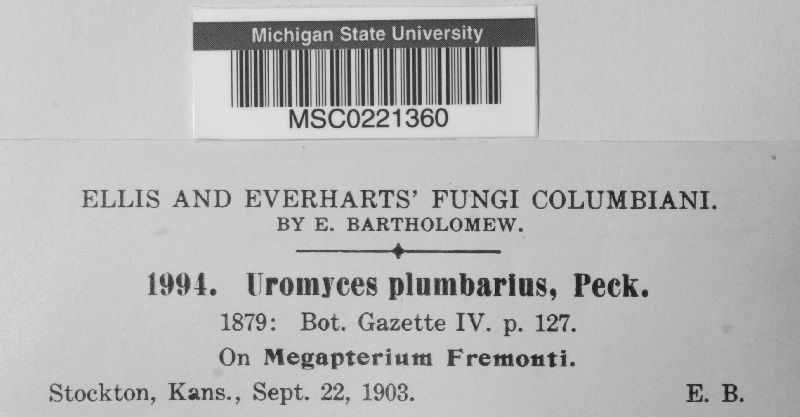 Michigan State University
MSC0221360
ELLIS AND EVERHARTS' FUNGI COLUMBIANI.
BY E. BARTHOLOMEW.
1994. Uromyces plumbarius, Peck.
1879: Bot. Gazette IV. p. 127.
On Megapterium Fremonti.
Stockton, Kans., Sept. 22, 1903. E. B.